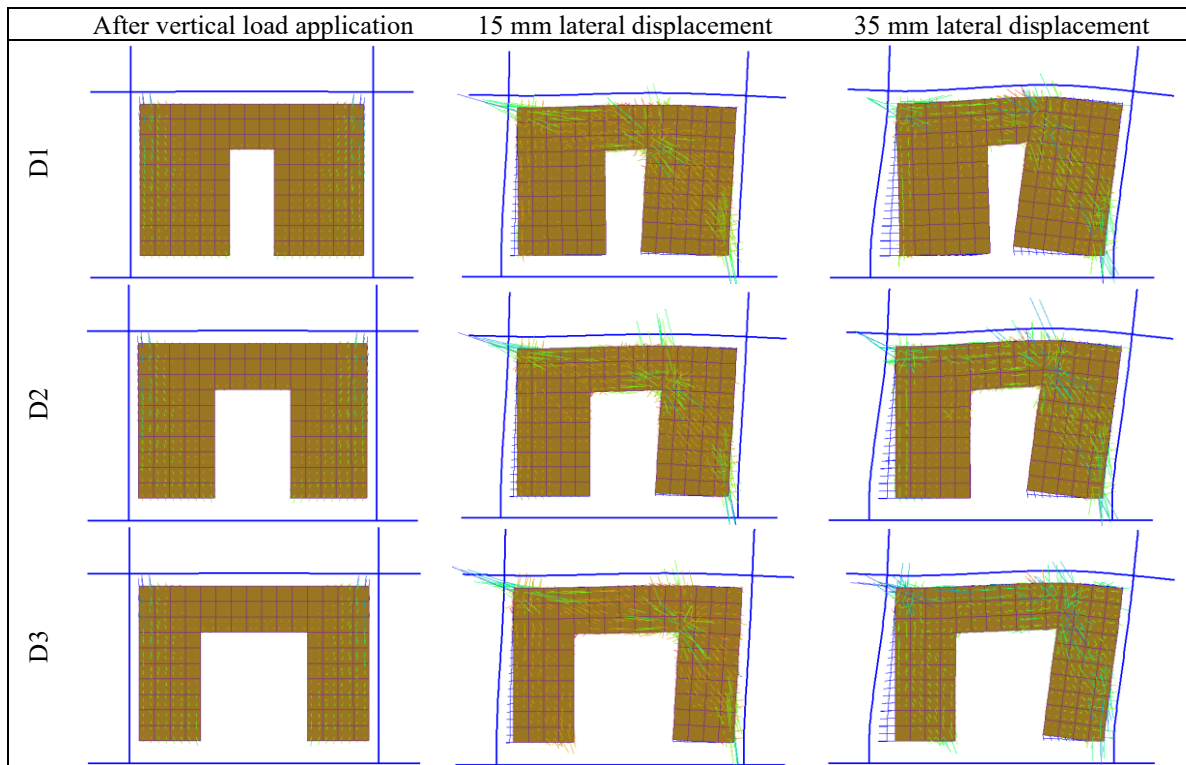 After vertical load application
15 mm lateral displacement
35 mm lateral displacement
D1
D2
D3